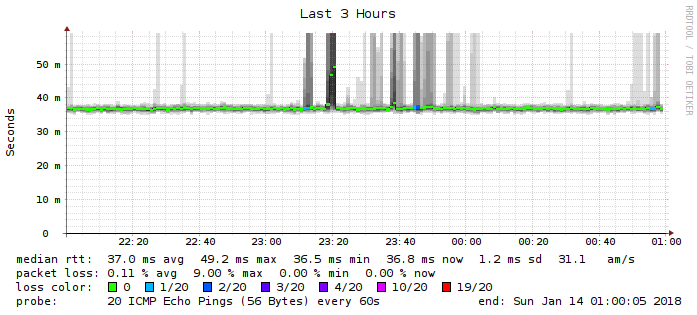 Last 3 Hours
RRDTOOL / TOBI OETIKER
Seconds
50 m
40 m
30 m
20 m
10 m
0
22:20 22:40 23:00 23:20 23:40 00:00 00:20 00:40 01:00
median rtt: 37.0 ms avg 49.2 ms max 36.5 ms min 36.8 ms now 1.2 ms sd 31.1 am/s
packet loss: 0.11 % avg 9.00 % max 0.00 % min 0.00 % now
loss color: 0 1/20 2/20 3/20 4/20 10/20 19/20
probe: 20 ICMP Echo Pings (56 Bytes) every 60s end: Sun Jan 14 01:00:05 2018